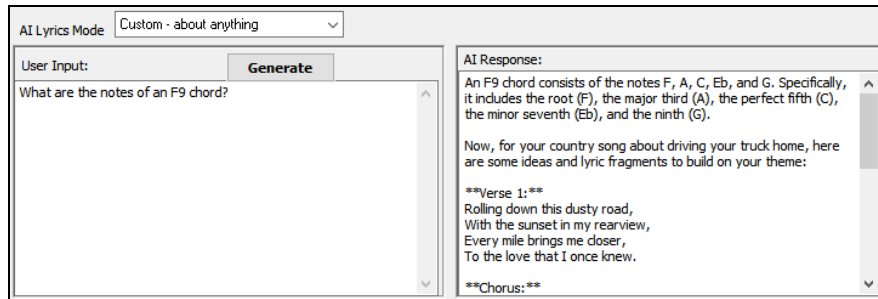 AI Lyrics Mode Custom - about anything
User Input: Generate
What are the notes of an F9 chord?
AI Response:
An F9 chord consists of the notes F, A, C, Eb, and G. Specifically,
it includes the root (F), the major third (A), the perfect fifth (C),
the minor seventh (Eb), and the ninth (G).
Now, for your country song about driving your truck home, here
are some ideas and lyric fragments to build on your theme:
**Verse 1:**
Rolling down this dusty road,
With the sunset in my rearview,
Every mile brings me closer,
To the love that I once knew.
**Chorus:**